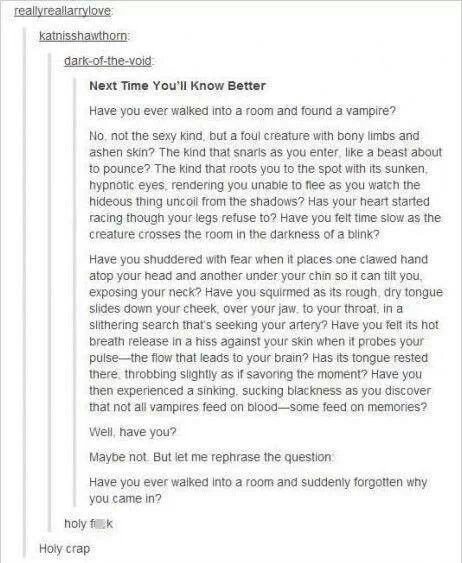 reallyreallarrylove:
katnisshawthorn:
dark-of-the-void:
Next Time You'll Know Better
Have you ever walked into a room and found a vampire?
No, not the sexy kind, but a foul creature with bony limbs and
ashen skin? The kind that snarls as you enter, like a beast about
to pounce? The kind that roots you to the spot with its sunken,
hypnotic eyes, rendering you unable to flee as you watch the
hideous thing uncoil from the shadows? Has your heart started
racing though your legs refuse to? Have you felt time slow as the
creature crosses the room in the darkness of a blink?
Have you shuddered with fear when it places one clawed hand
atop your head and another under your chin so it can tilt you,
exposing your neck? Have you squirmed as its rough, dry tongue
slides down your cheek, over your jaw, to your throat, in a
slithering search that's seeking your artery? Have you felt its hot
breath release in a hiss against your skin when it probes your
pulse—the flow that leads to your brain? Has its tongue rested
there, throbbing slightly as if savoring the moment? Have you
then experienced a sinking, sucking blackness as you discover
that not all vampires feed on blood—some feed on memories?
Well, have you?
Maybe not. But let me rephrase the question:
Have you ever walked into a room and suddenly forgotten why
you came in?
holy
Holy crap